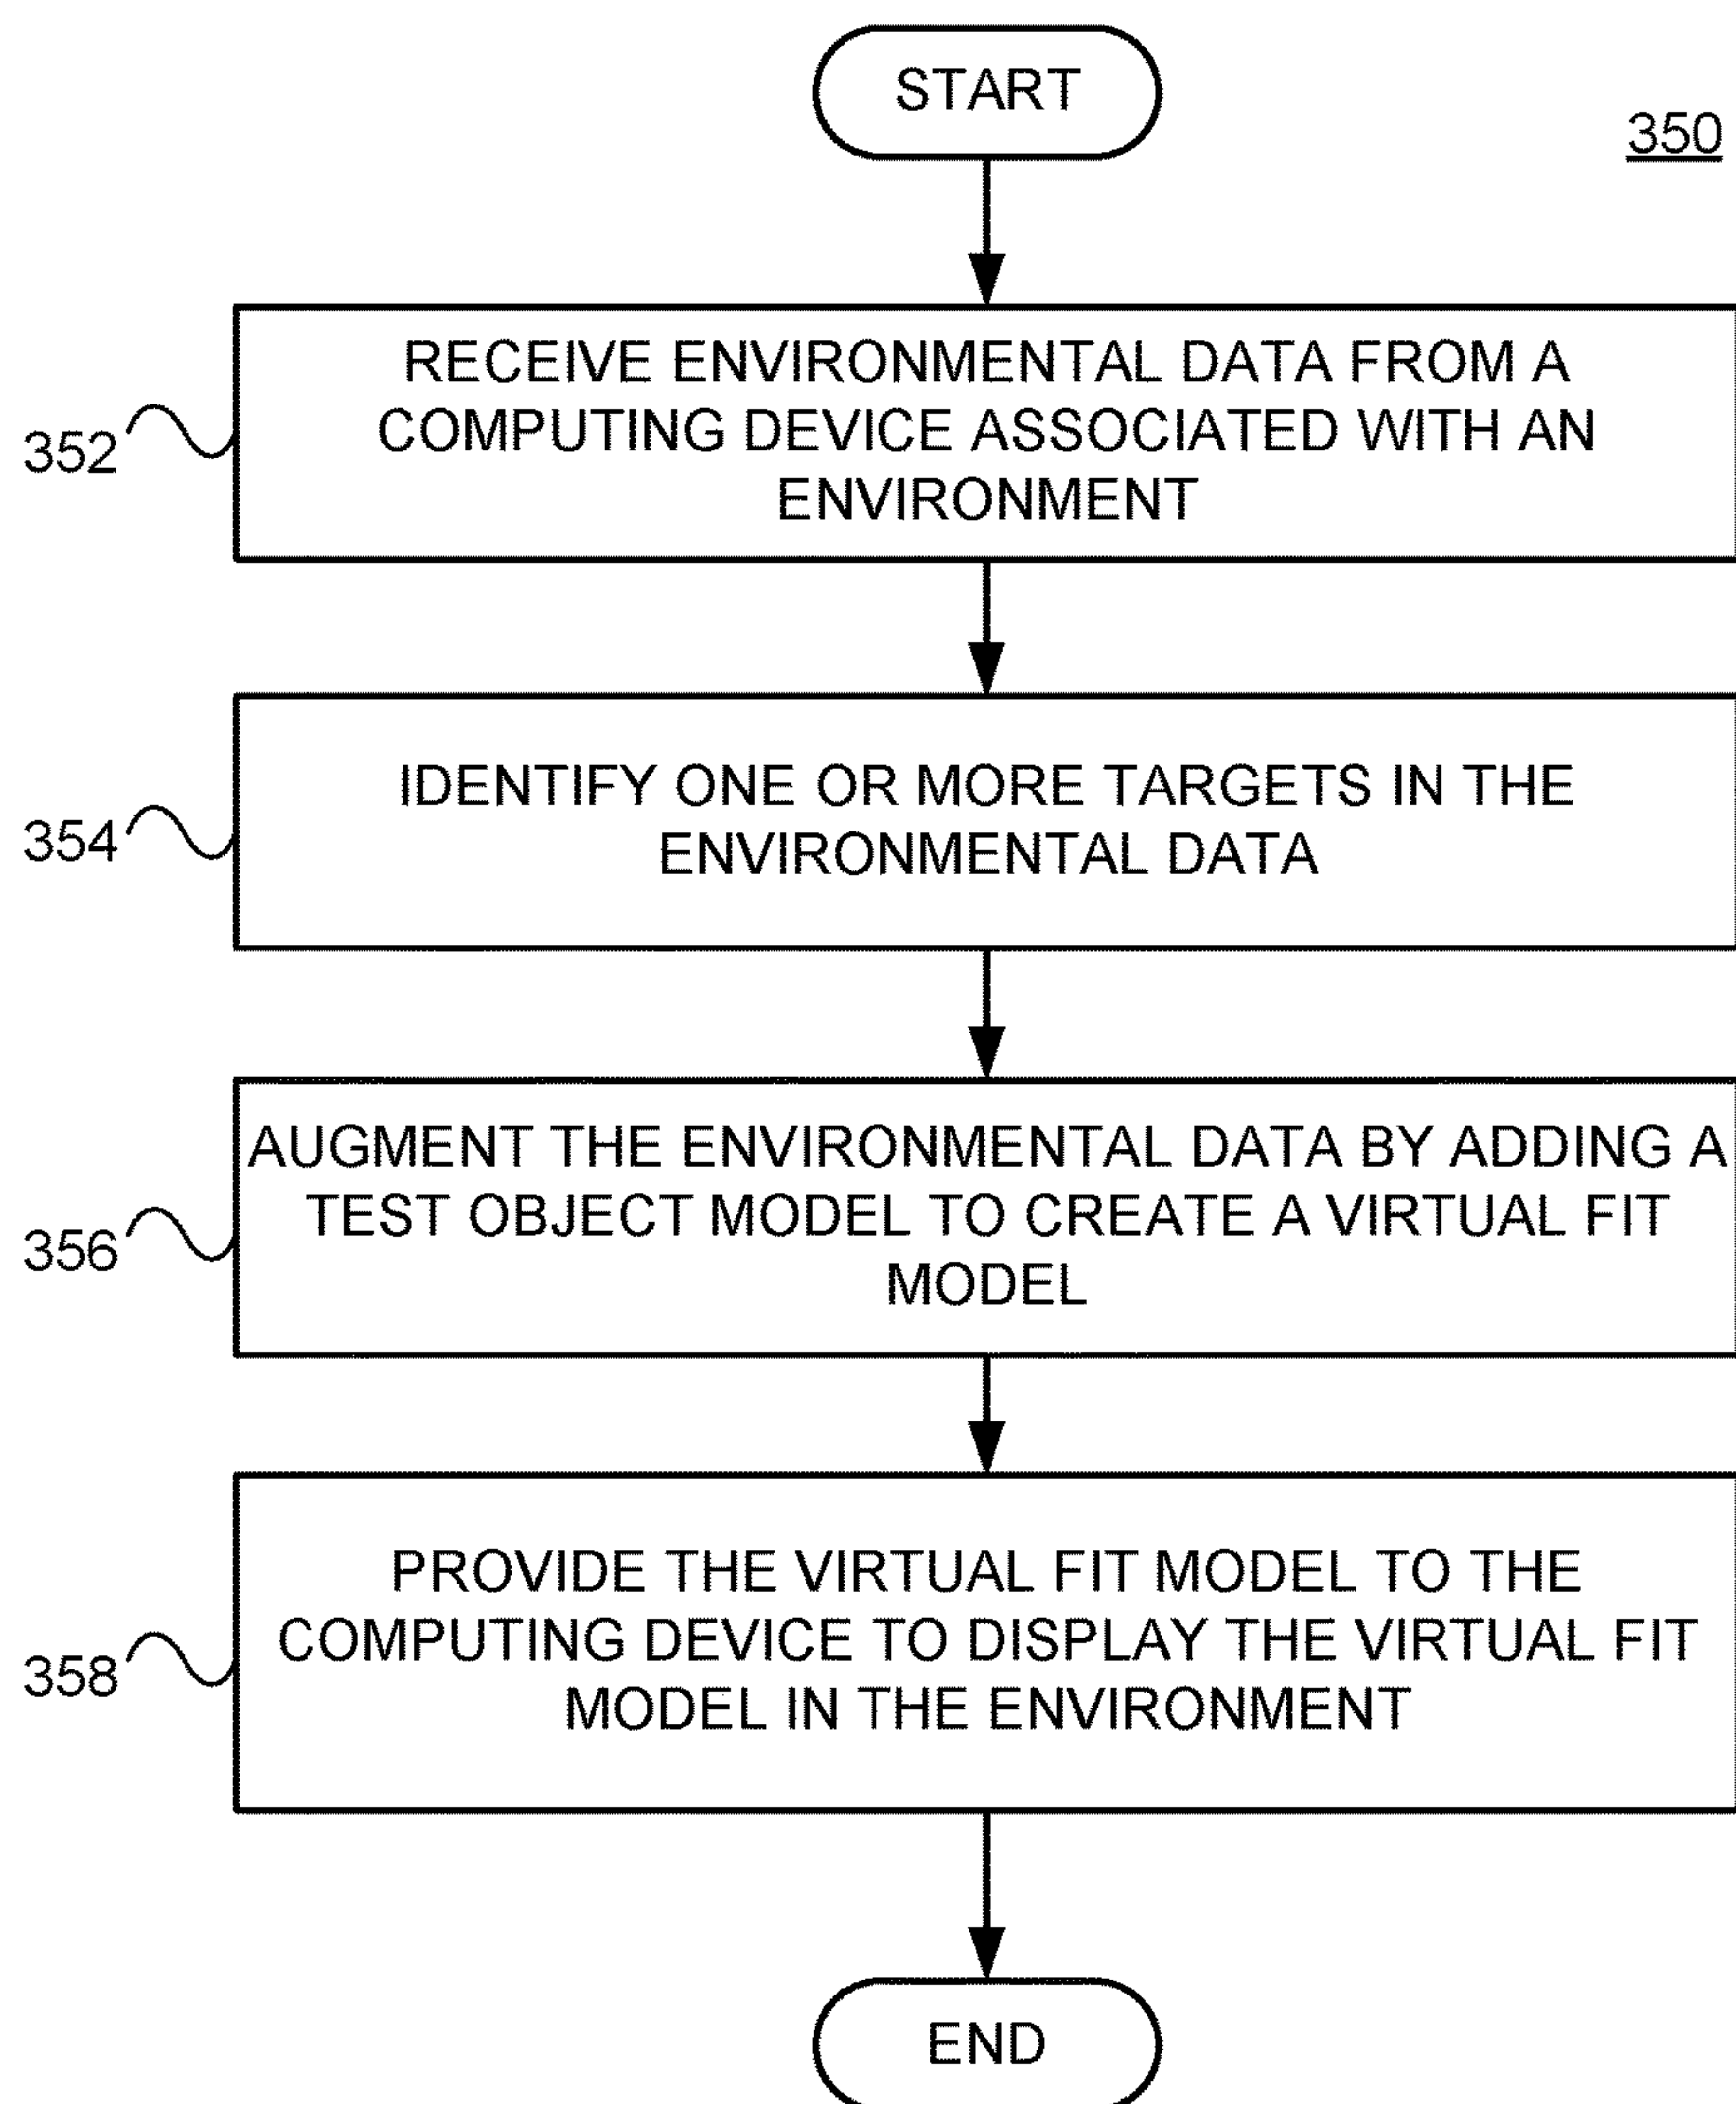 START
350
RECEIVE ENVIRONMENTAL DATA FROM A
COMPUTING DEVICE ASSOCIATED WITH AN
ENVIRONMENT
352
IDENTIFY ONE OR MORE TARGETS IN THE
ENVIRONMENTAL DATA
354
AUGMENT THE ENVIRONMENTAL DATA BY ADDING A
TEST OBJECT MODEL TO CREATE A VIRTUAL FIT
MODEL
356
PROVIDE THE VIRTUAL FIT MODEL TO THE
COMPUTING DEVICE TO DISPLAY THE VIRTUAL FIT
MODEL IN THE ENVIRONMENT
358
END